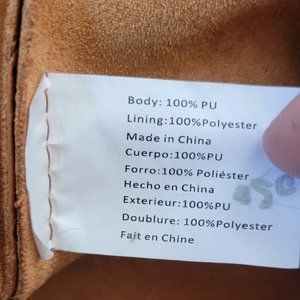 Body: 100% PU
Lining:100%Polyester
Made in China
Cuerpo:100%PU
Forro:100% Poliéster
Hecho en China
Exterieur:100%PU
Doublure: 100%Polyester
Fait en Chine